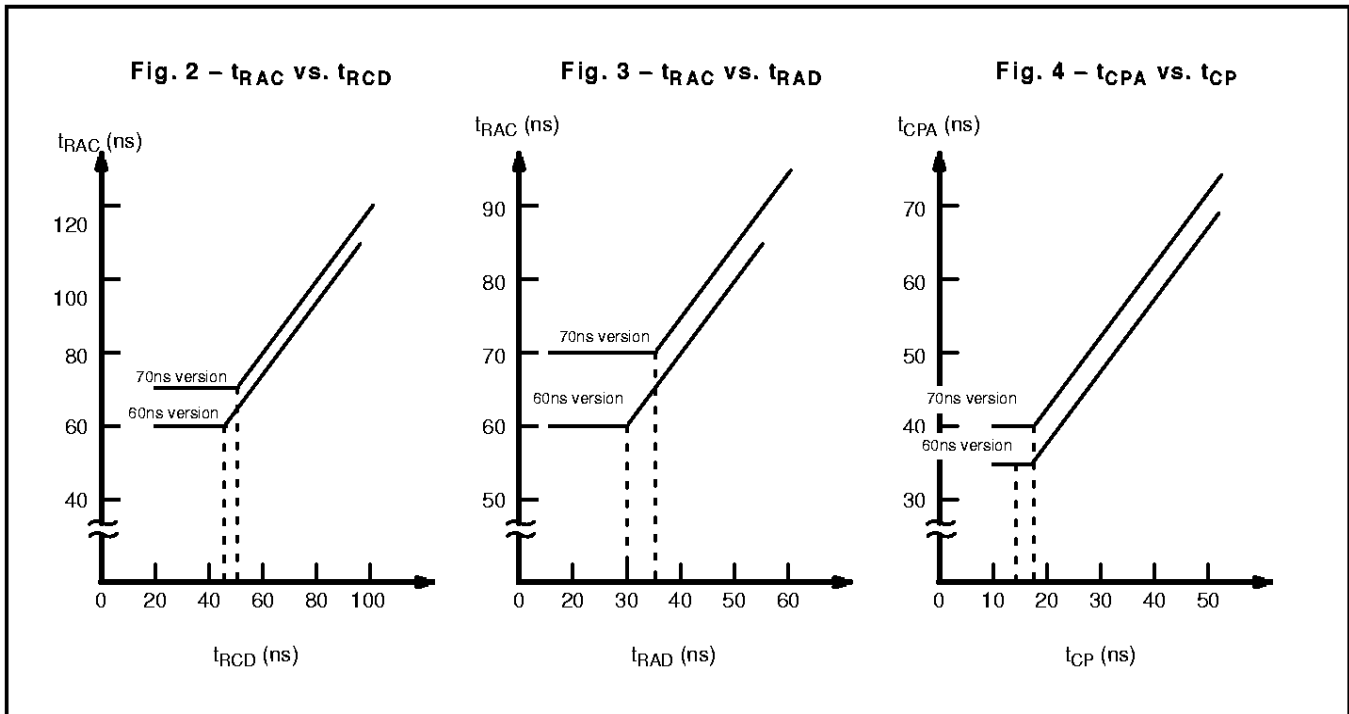 Fig. 2 – tRAC vs. tRCD
tRAC (ns)
120
100
80
60
40
70ns version
60ns version
0 20 40 60 80 100
tRCD (ns)
Fig. 3 – tRAC vs. tRAD
tRAC (ns)
90
80
70
60
50
70ns version
60ns version
0 10 20 30 40 50 60
tRAD (ns)
Fig. 4 – tCPA vs. tCP
tCPA (ns)
70
60
50
40
30
70ns version
60ns version
0 10 20 30 40 50
tCP (ns)